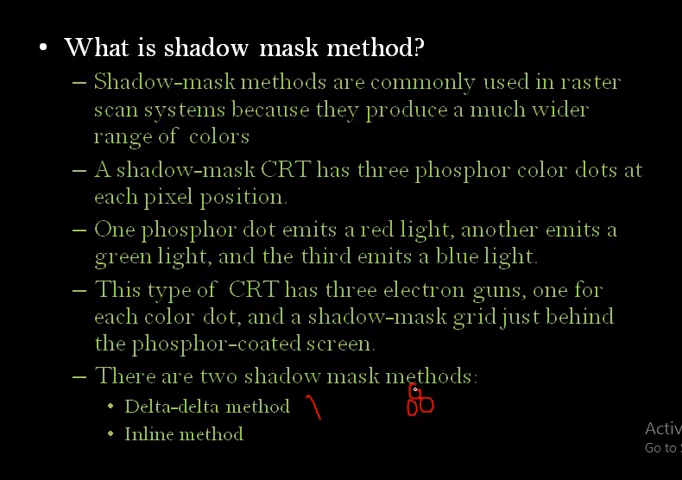 • What is shadow mask method?
– Shadow-mask methods are commonly used in raster
scan systems because they produce a much wider
range of colors
– A shadow-mask CRT has three phosphor color dots at
each pixel position.
– One phosphor dot emits a red light, another emits a
green light, and the third emits a blue light.
– This type of CRT has three electron guns, one for
each color dot, and a shadow-mask grid just behind
the phosphor-coated screen.
– There are two shadow mask methods:
• Delta-delta method
• Inline method
Activ
Go to S